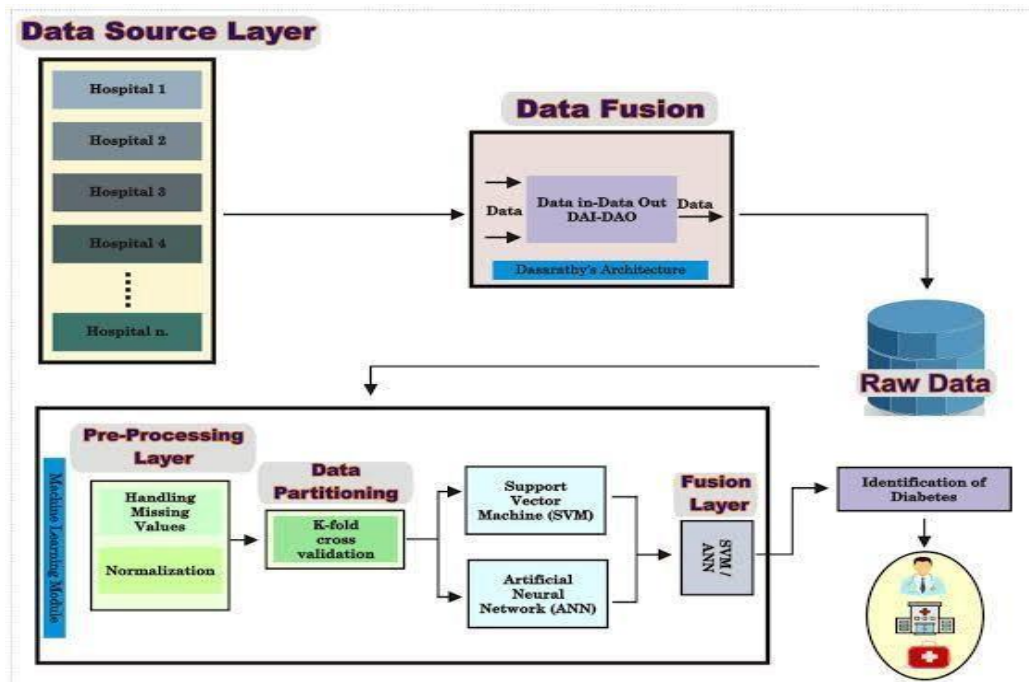 Data Source Layer
Hospital 1
Hospital 2
Hospital 3
Hospital 4
Hospital n.
Data Fusion
Data
Data in-Data Out
DAI-DAO
Data
Dasarathy's Architecture
Raw Data
Machine Learning Module
Pre-Processing
Layer
Handling
Missing
Values
Normalization
Data
Partitioning
K-fold
cross
validation
Support
Vector
Machine (SVM)
Artificial
Neural
Network (ANN)
Fusion
Layer
SVM /
ANN
Identification of
Diabetes